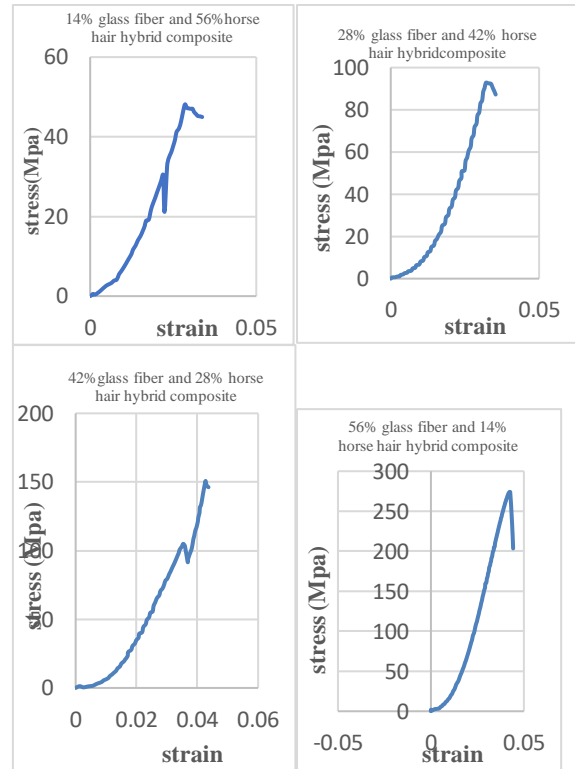 14% glass fiber and 56% horse
hair hybrid composite
60
40
20
0
0
0.05
stress(Mpa)
strain
28% glass fiber and 42% horse
hair hybridcomposite
100
80
60
40
20
0
0
0.05
stress (Mpa)
strain
42% glass fiber and 28% horse
hair hybrid composite
200
150
100
50
0
0
0.02
0.04
0.06
stress (Mpa)
strain
56% glass fiber and 14%
horse hair hybrid composite
300
250
200
150
100
50
0
-0.05
0
0.05
stress (Mpa)
strain